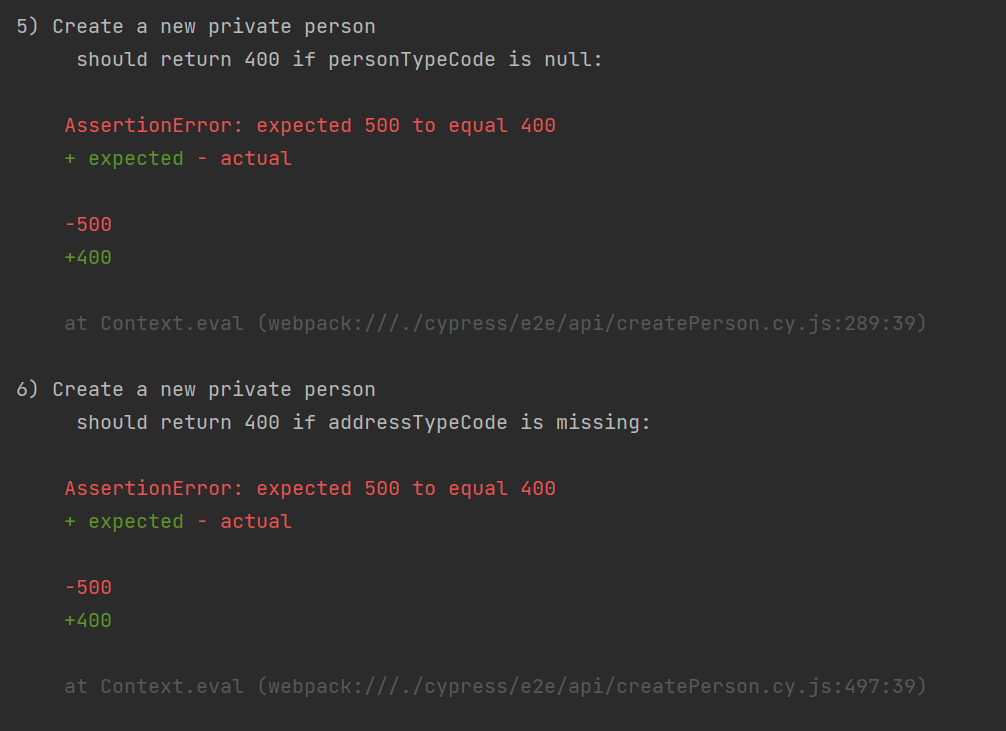 5) Create a new private person
should return 400 if personTypeCode is null:
AssertionError: expected 500 to equal 400
+ expected - actual
-500
+400
at Context.eval (webpack:///./cypress/e2e/api/createPerson.cy.js:289:39)
6) Create a new private person
should return 400 if addressTypeCode is missing:
AssertionError: expected 500 to equal 400
+ expected - actual
-500
+400
at Context.eval (webpack:///./cypress/e2e/api/createPerson.cy.js:497:39)